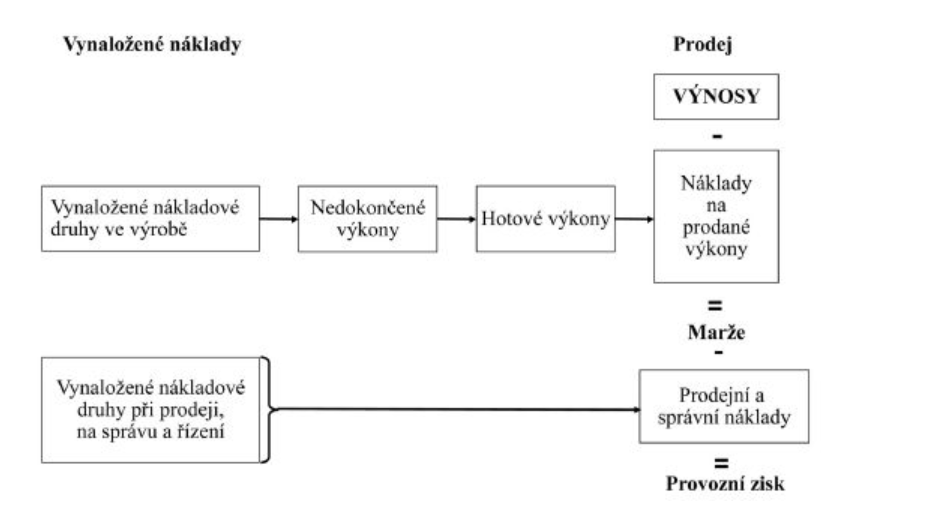 Vynaložené náklady
Prodej
VÝNOSY
-
Vynaložené nákladové
druhy ve výrobě
Nedokončené
výkony
Hotové výkony
Náklady
na
prodané
výkony
=
Marže
-
Vynaložené nákladové
druhy při prodeji,
na správu a řízení
Prodejní a
správní náklady
=
Provozní zisk